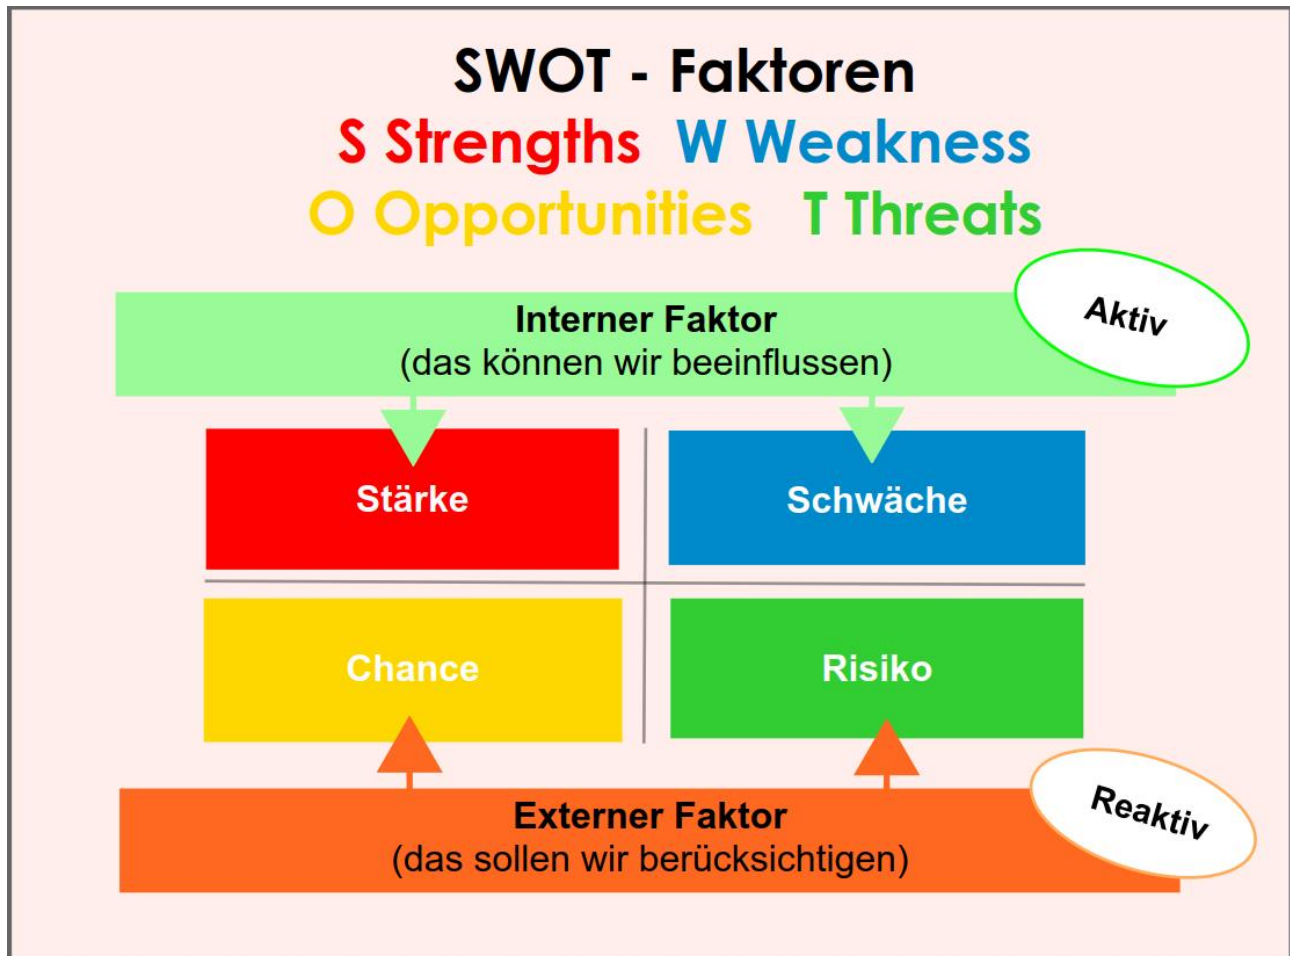 SWOT - Faktoren
S Strengths W Weakness
O Opportunities T Threats
Aktiv
Interner Faktor
(das können wir beeinflussen)
Stärke
Schwäche
Chance
Risiko
Reaktiv
Externer Faktor
(das sollen wir berücksichtigen)